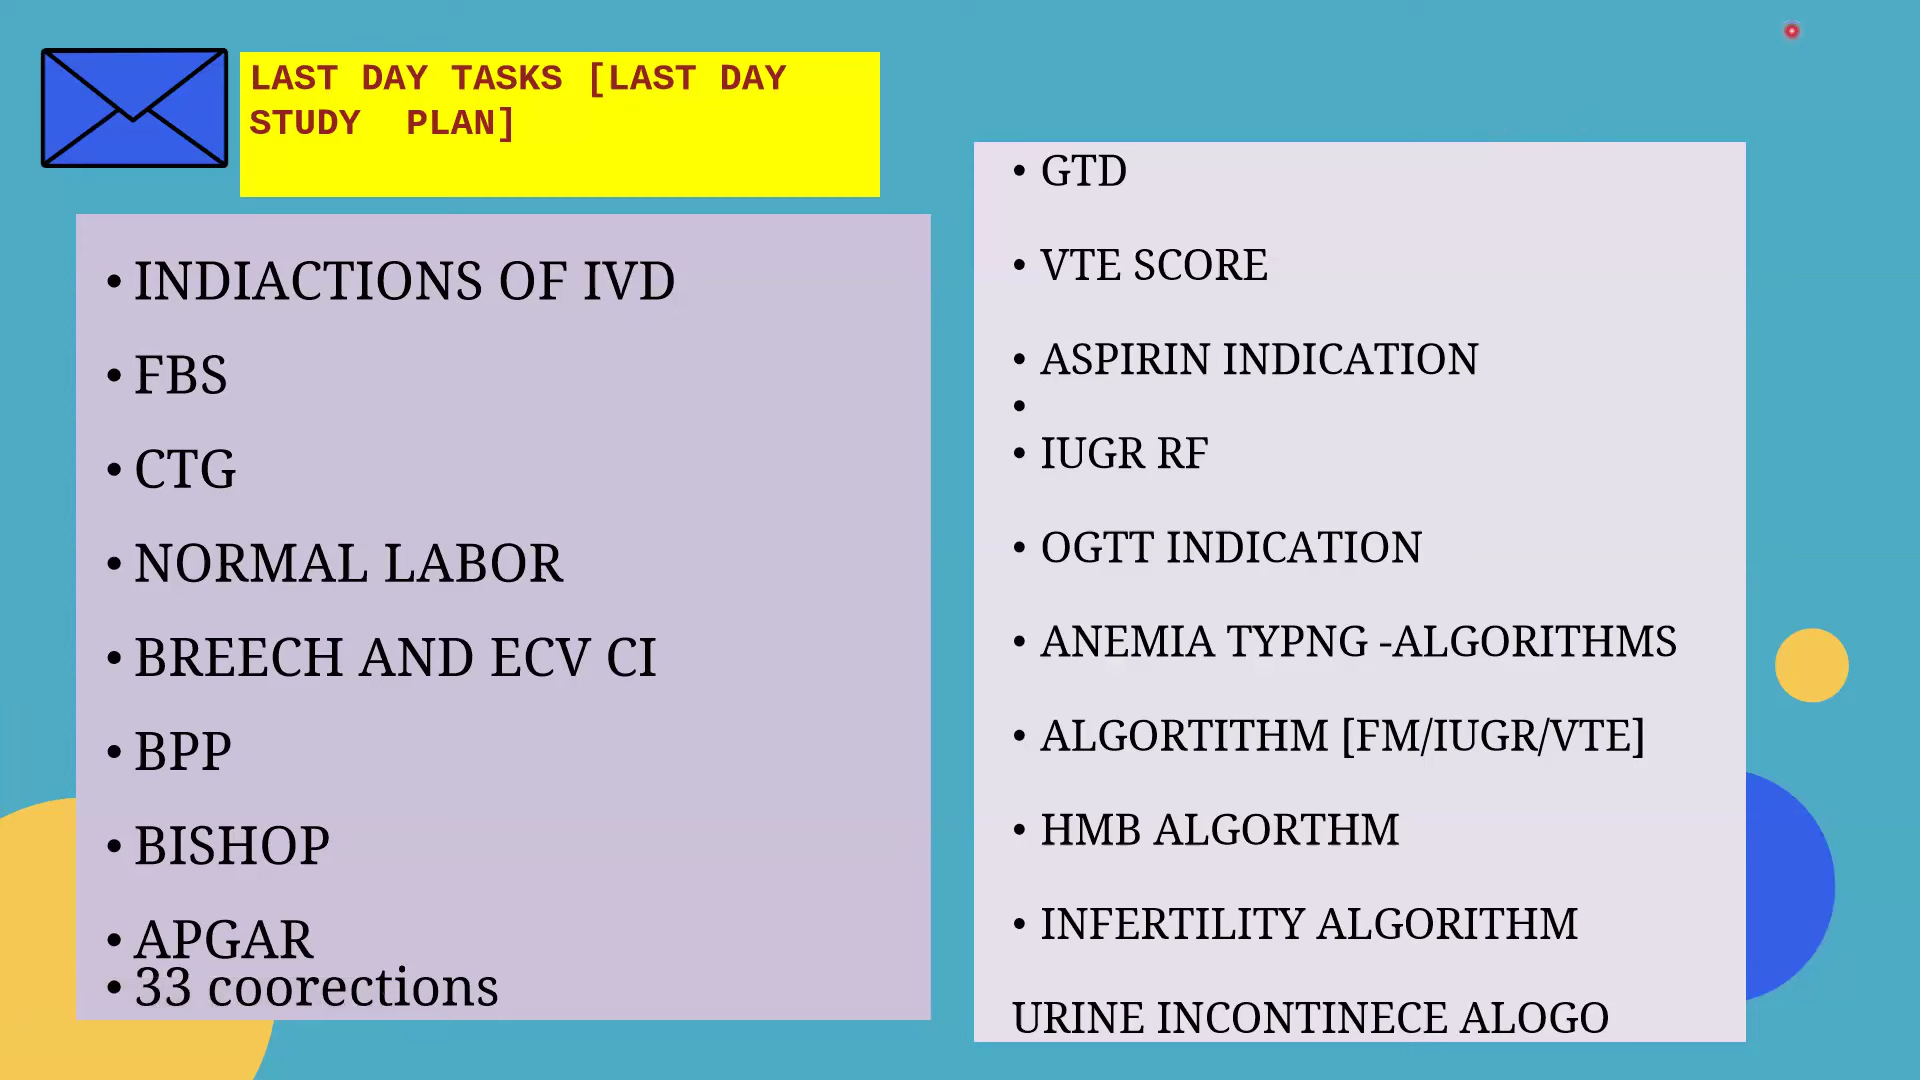 LAST DAY TASKS [LAST DAY
STUDY  PLAN]
• INDIACTIONS OF IVD
• FBS
• CTG
• NORMAL LABOR
• BREECH AND ECV CI
• BPP
• BISHOP
• APGAR
• 33 coorections
• GTD
• VTE SCORE
• ASPIRIN INDICATION
•
• IUGR RF
• OGTT INDICATION
• ANEMIA TYPNG -ALGORITHMS
• ALGORTITHM [FM/IUGR/VTE]
• HMB ALGORTHM
• INFERTILITY ALGORITHM
URINE INCONTINECE ALOGO